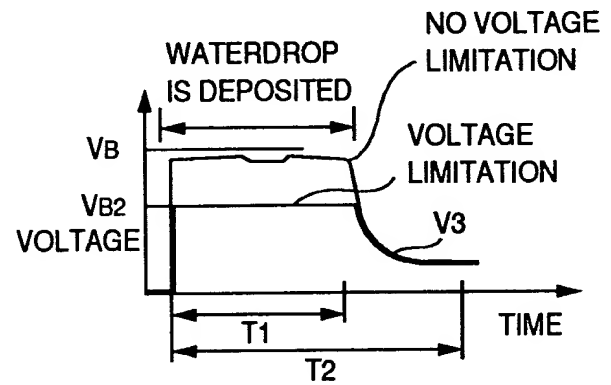 NO VOLTAGE
LIMITATION
WATERDROP
IS DEPOSITED
VOLTAGE
LIMITATION
VB
VB2
VOLTAGE
V3
T1
TIME
T2